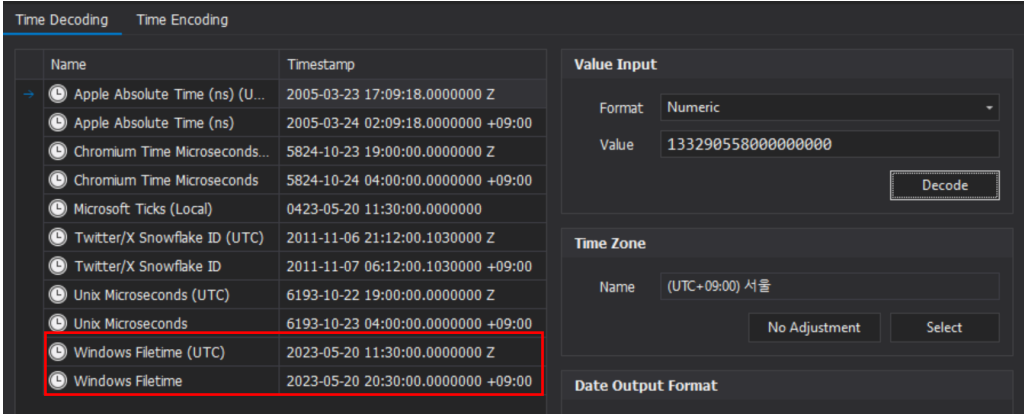 Time Decoding Time Encoding
Name Timestamp
Apple Absolute Time (ns) (U... 2005-03-23 17:09:18.0000000 Z
Apple Absolute Time (ns) 2005-03-24 02:09:18.0000000 +09:00
Chromium Time Microseconds... 5824-10-23 19:00:00.0000000 Z
Chromium Time Microseconds 5824-10-24 04:00:00.0000000 +09:00
Microsoft Ticks (Local) 0423-05-20 11:30:00.0000000
Twitter/X Snowflake ID (UTC) 2011-11-06 21:12:00.1030000 Z
Twitter/X Snowflake ID 2011-11-07 06:12:00.1030000 +09:00
Unix Microseconds (UTC) 6193-10-22 19:00:00.0000000 Z
Unix Microseconds 6193-10-23 04:00:00.0000000 +09:00
Windows Filetime (UTC) 2023-05-20 11:30:00.0000000 Z
Windows Filetime 2023-05-20 20:30:00.0000000 +09:00
Value Input
Format Numeric
Value 133290558000000000
Decode
Time Zone
Name (UTC+09:00) 서울
No Adjustment Select
Date Output Format